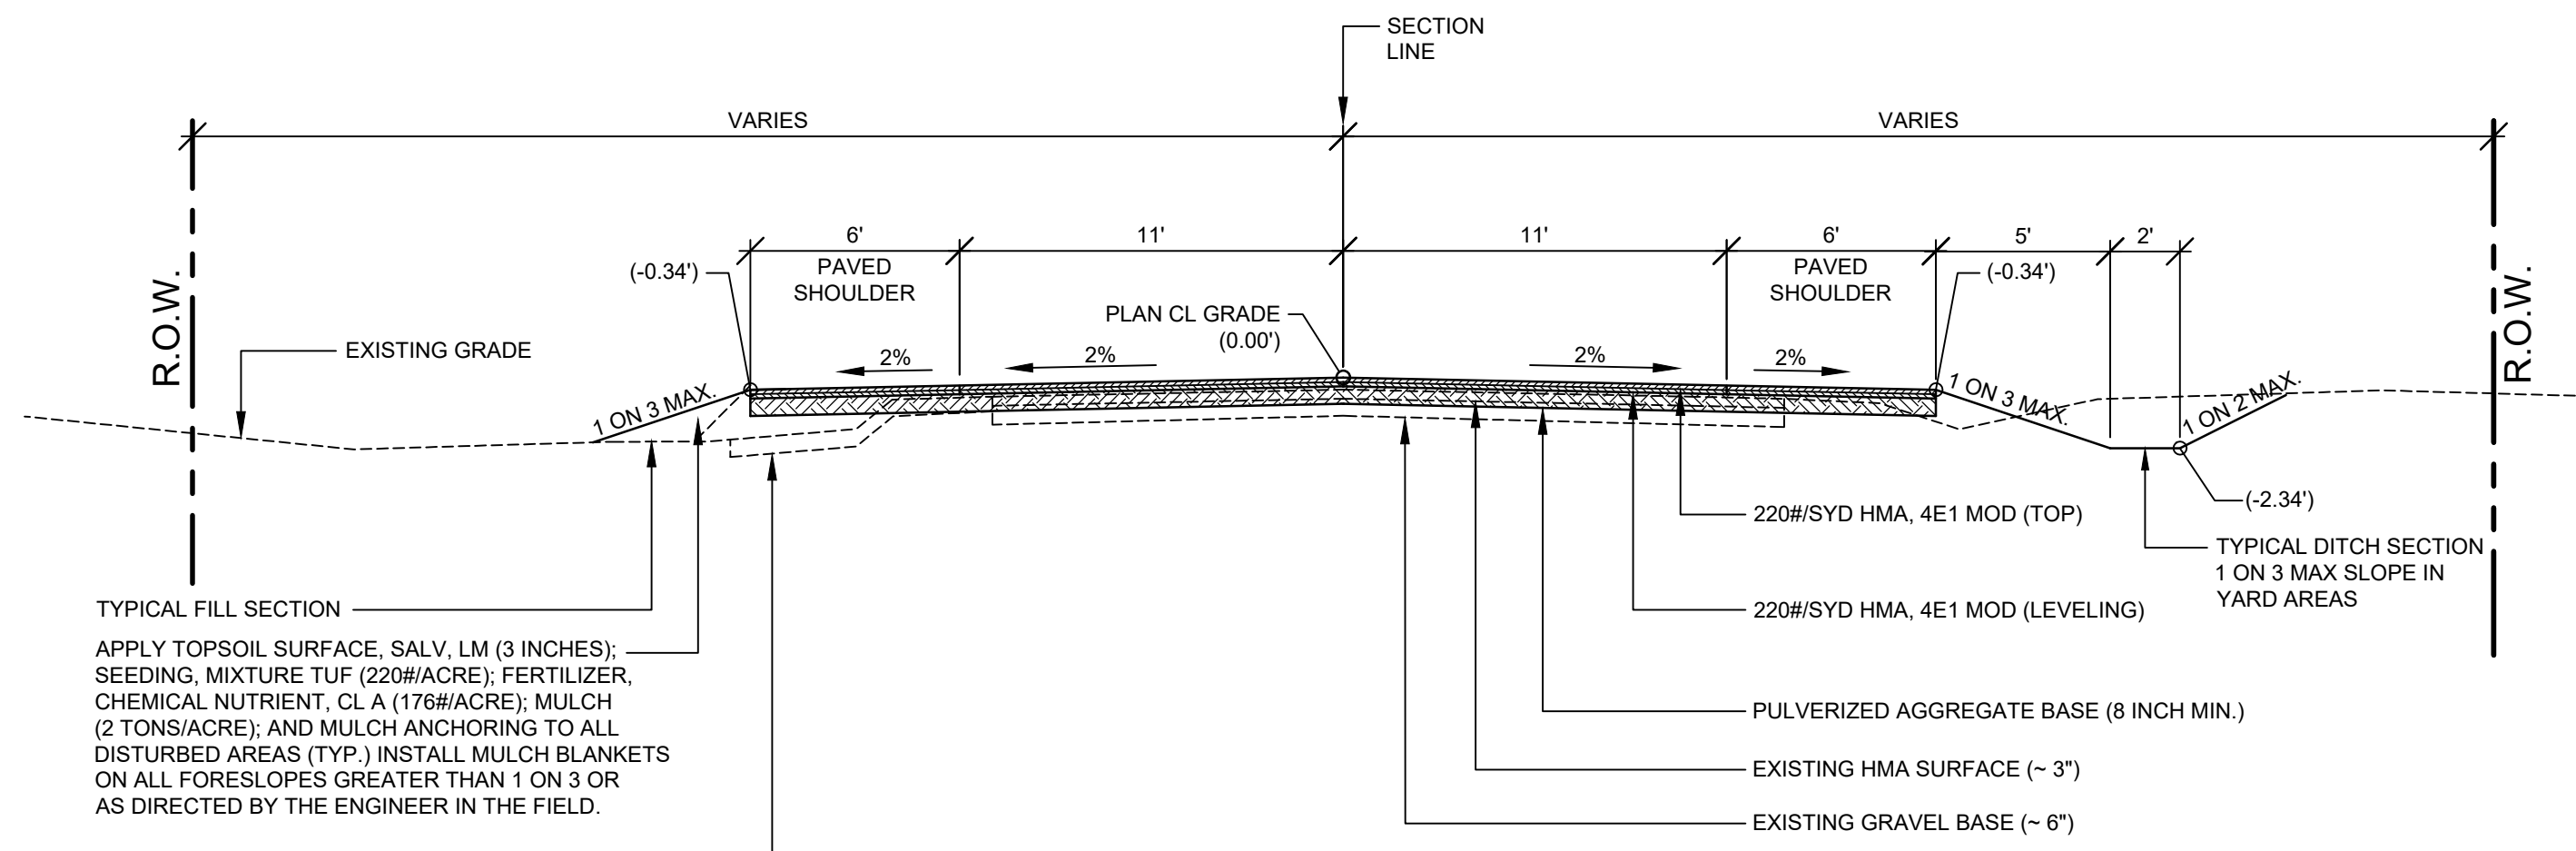 SECTION
LINE
VARIES
VARIES
6'
11'
11'
6'
5'
2'
PAVED
SHOULDER
PAVED
SHOULDER
(-0.34')
(-0.34')
R.O.W.
R.O.W.
PLAN CL GRADE
(0.00')
EXISTING GRADE
2%
2%
2%
2%
1 ON 3 MAX.
1 ON 3 MAX.
1 ON 2 MAX.
(-2.34')
220#/SYD HMA, 4E1 MOD (TOP)
TYPICAL DITCH SECTION
1 ON 3 MAX SLOPE IN
YARD AREAS
TYPICAL FILL SECTION
220#/SYD HMA, 4E1 MOD (LEVELING)
APPLY TOPSOIL SURFACE, SALV, LM (3 INCHES);
SEEDING, MIXTURE TUF (220#/ACRE); FERTILIZER,
CHEMICAL NUTRIENT, CL A (176#/ACRE); MULCH
(2 TONS/ACRE); AND MULCH ANCHORING TO ALL
DISTURBED AREAS (TYP.) INSTALL MULCH BLANKETS
ON ALL FORESLOPES GREATER THAN 1 ON 3 OR
AS DIRECTED BY THE ENGINEER IN THE FIELD.
PULVERIZED AGGREGATE BASE (8 INCH MIN.)
EXISTING HMA SURFACE (~ 3")
EXISTING GRAVEL BASE (~ 6")